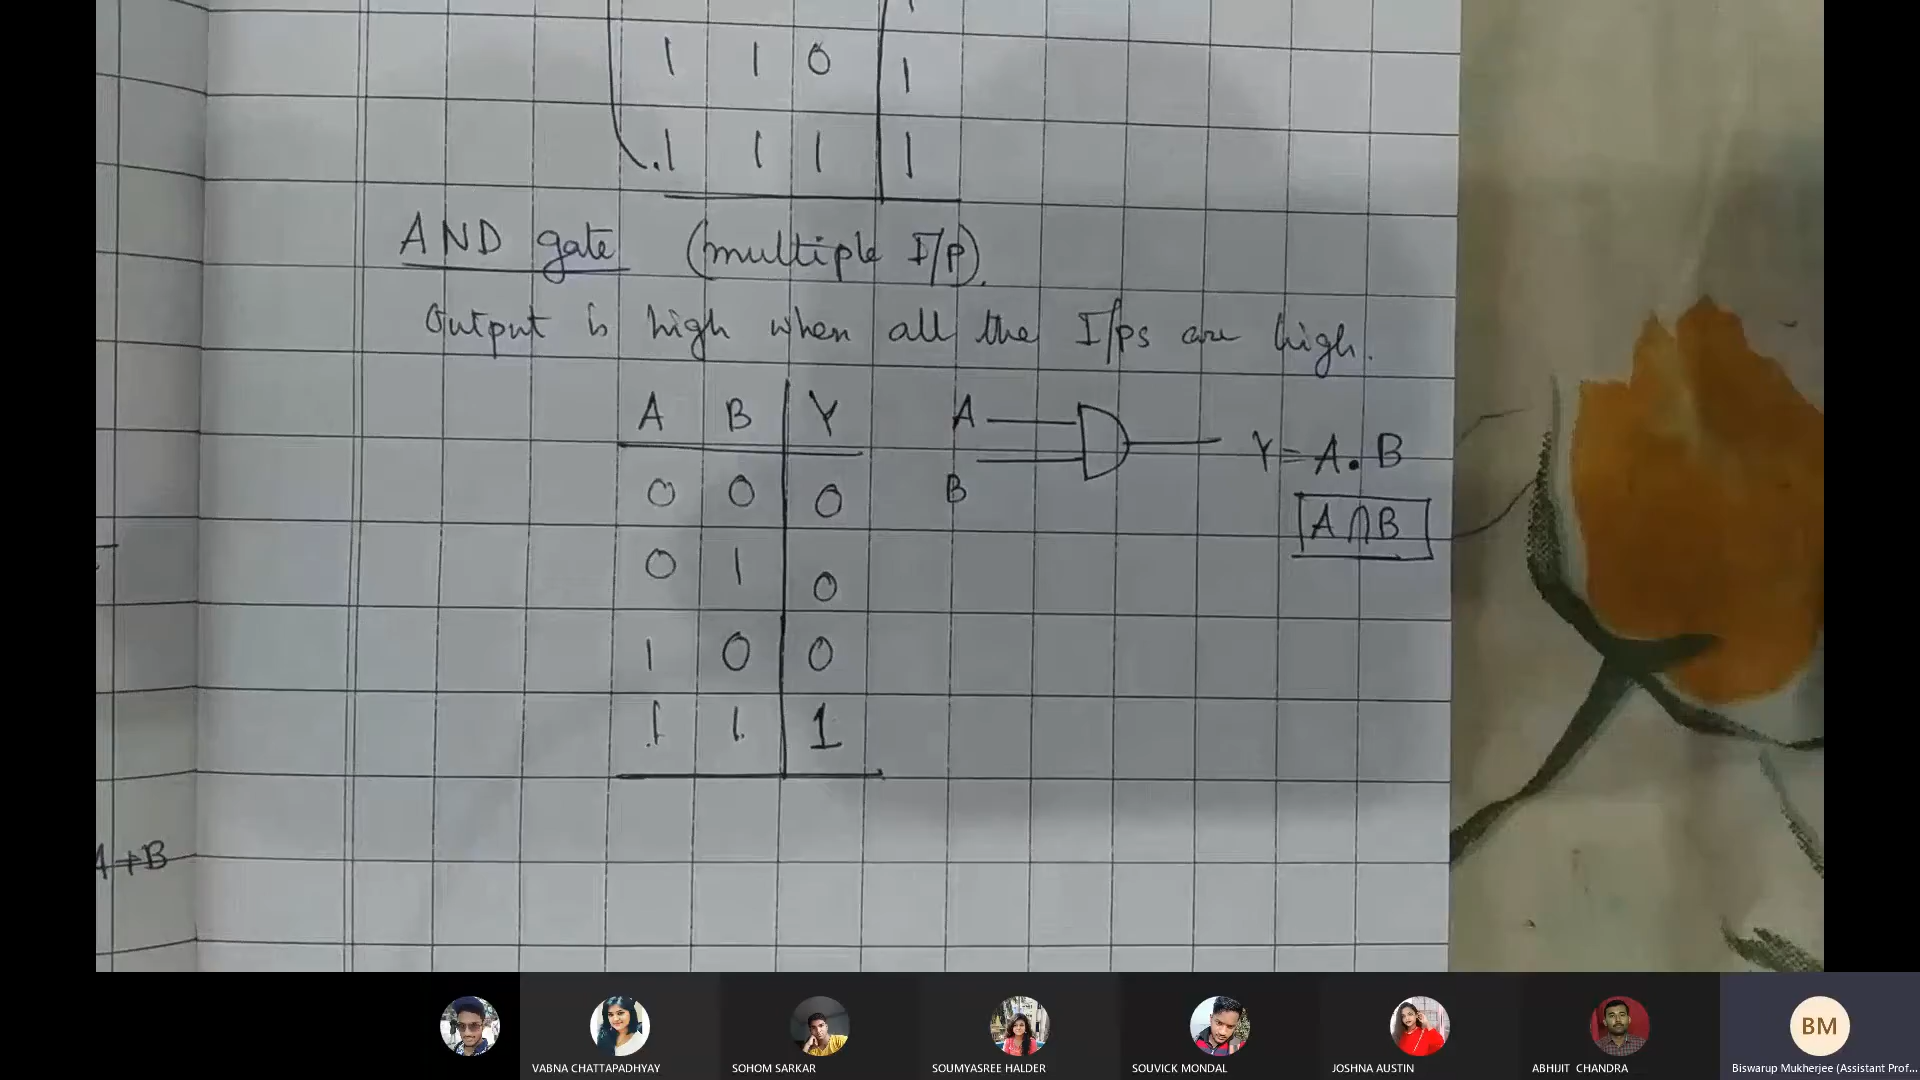 1 1 0 1
1 1 1 1
AND gate (multiple I/P).
Output is high when all the I/ps are high.
A B Y
0 0 0
0 1 0
1 0 0
1 1 1
A
B
Y = A . B
A ∩ B
A+B
VABNA CHATTAPADHYAY
SOHOM SARKAR
SOUMYASREE HALDER
SOUVICK MONDAL
JOSHNA AUSTIN
ABHIJIT CHANDRA
BM
Biswarup Mukherjee (Assistant Prof...